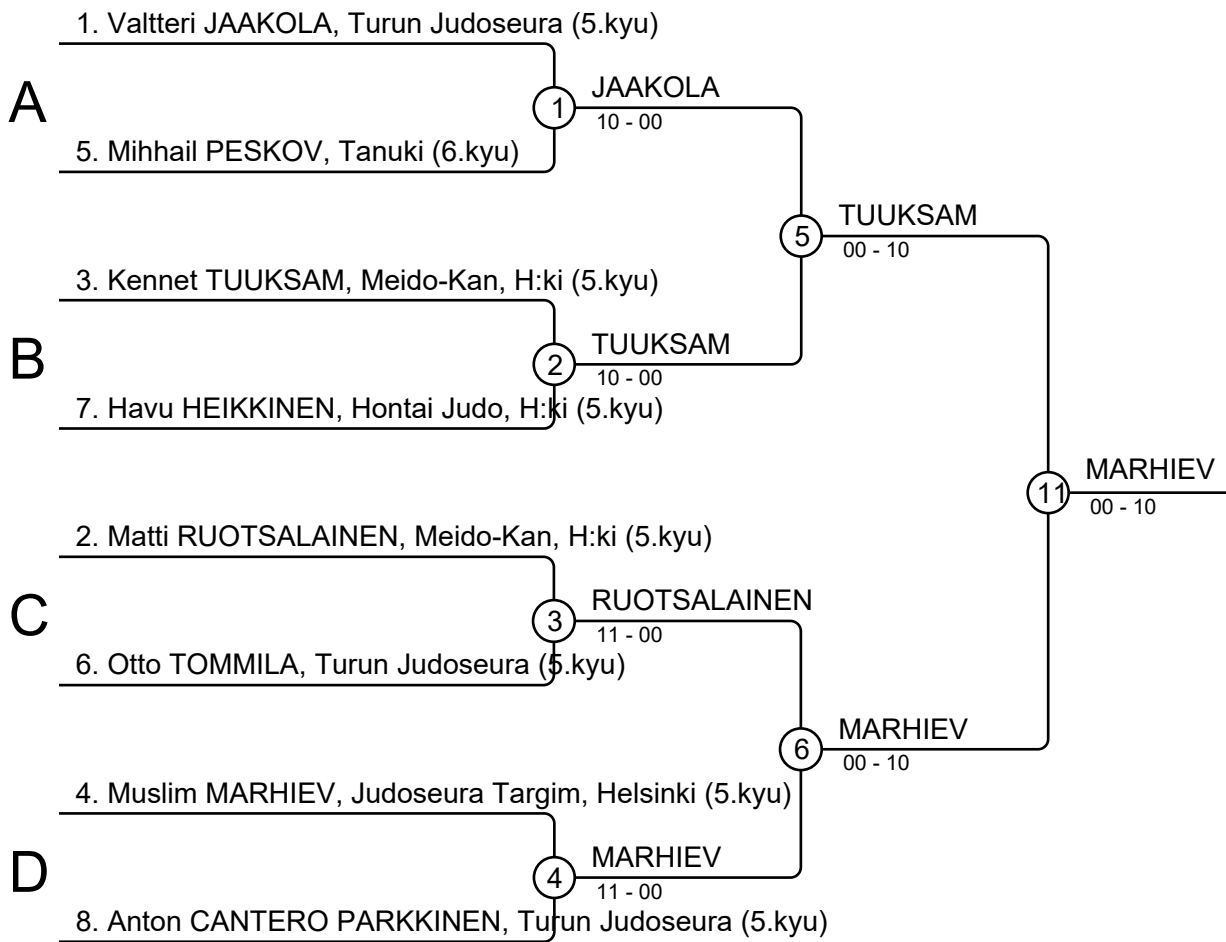 1. Valtteri JAAKOLA, Turun Judoseura (5.kyu)
A
1
JAAKOLA
10 - 00
5. Mihhail PESKOV, Tanuki (6.kyu)
5
TUUKSAM
00 - 10
3. Kennet TUUKSAM, Meido-Kan, H:ki (5.kyu)
B
2
TUUKSAM
10 - 00
7. Havu HEIKKINEN, Hontai Judo, H:ki (5.kyu)
11
MARHIEV
00 - 10
2. Matti RUOTSALAINEN, Meido-Kan, H:ki (5.kyu)
C
3
RUOTSALAINEN
11 - 00
6. Otto TOMMILA, Turun Judoseura (5.kyu)
6
MARHIEV
00 - 10
4. Muslim MARHIEV, Judoseura Targim, Helsinki (5.kyu)
D
4
MARHIEV
11 - 00
8. Anton CANTERO PARKKINEN, Turun Judoseura (5.kyu)